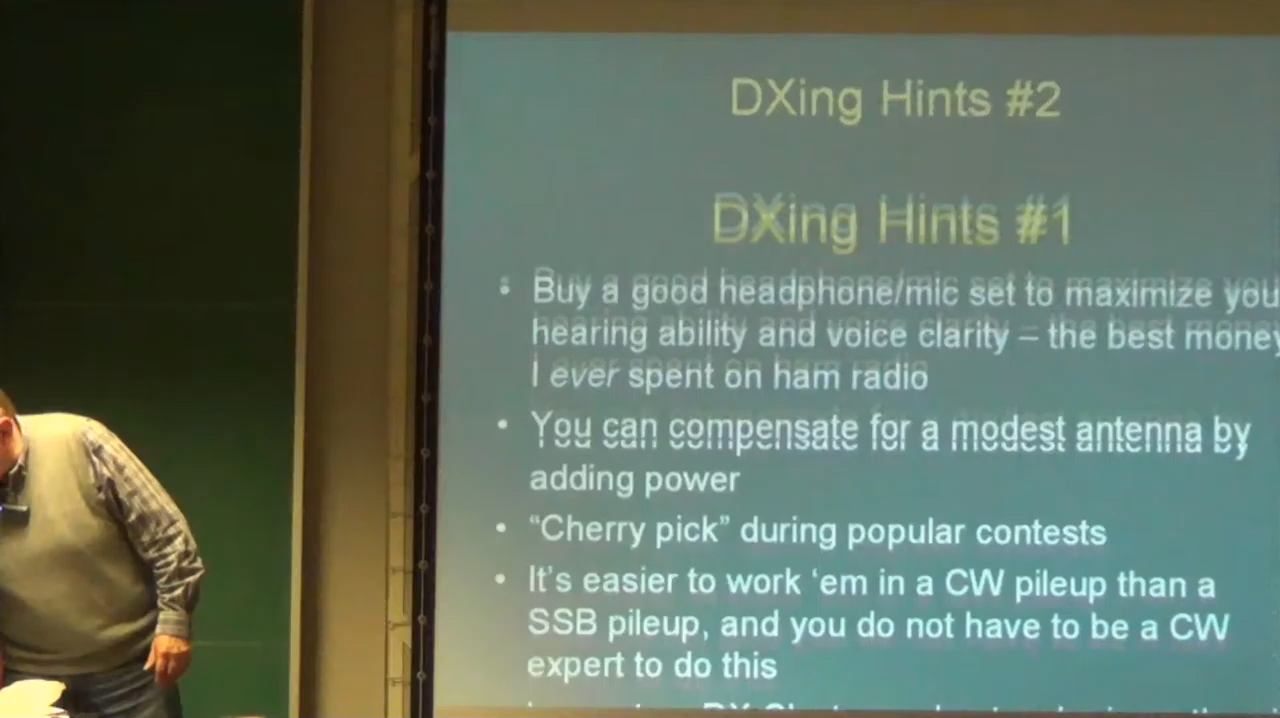 DXing Hints #2
DXing Hints #1
• Buy a good headphone/mic set to maximize you
hearing ability and voice clarity – the best money
I ever spent on ham radio
• You can compensate for a modest antenna by
adding power
• “Cherry pick” during popular contests
• It’s easier to work ‘em in a CW pileup than a
SSB pileup, and you do not have to be a CW
expert to do this